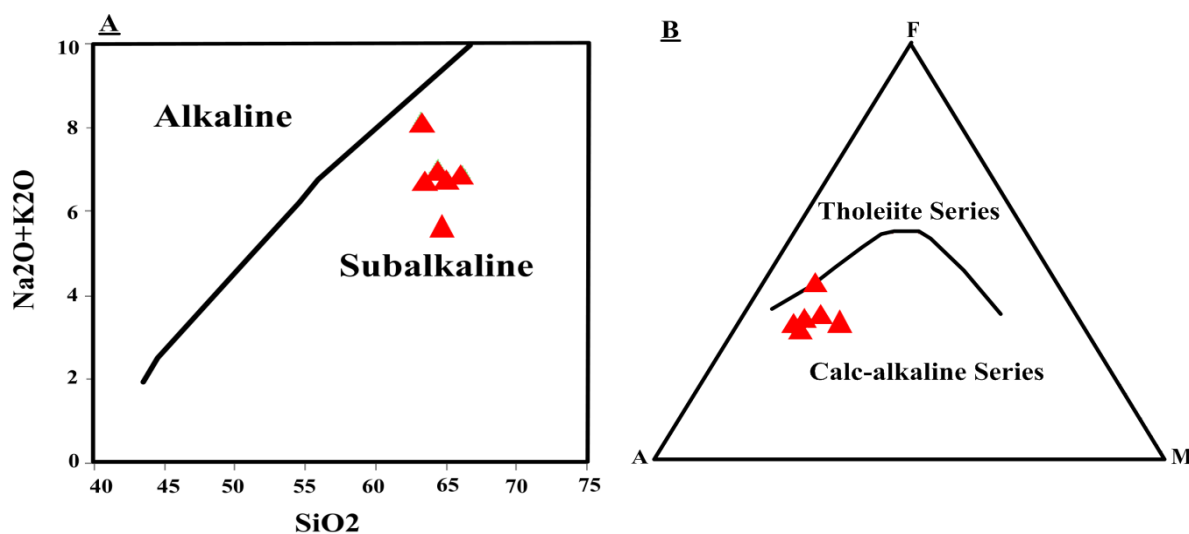 A
10
8
6
4
2
0
Na2O+K2O
Alkaline
Subalkaline
40
45
50
55
60
65
70
75
SiO2
B
F
Tholeiite Series
Calc-alkaline Series
A
M